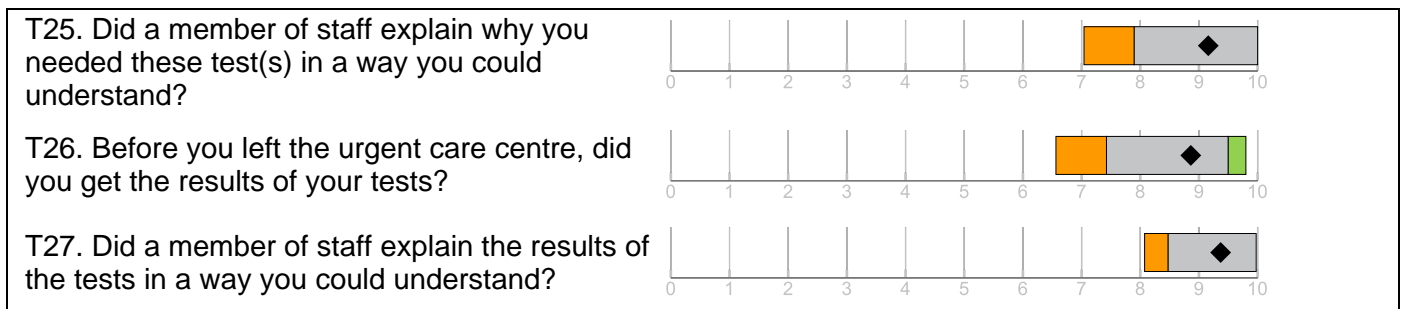 T25. Did a member of staff explain why you
needed these test(s) in a way you could
understand?
0 1 2 3 4 5 6 7 8 9 10
T26. Before you left the urgent care centre, did
you get the results of your tests?
0 1 2 3 4 5 6 7 8 9 10
T27. Did a member of staff explain the results of
the tests in a way you could understand?
0 1 2 3 4 5 6 7 8 9 10